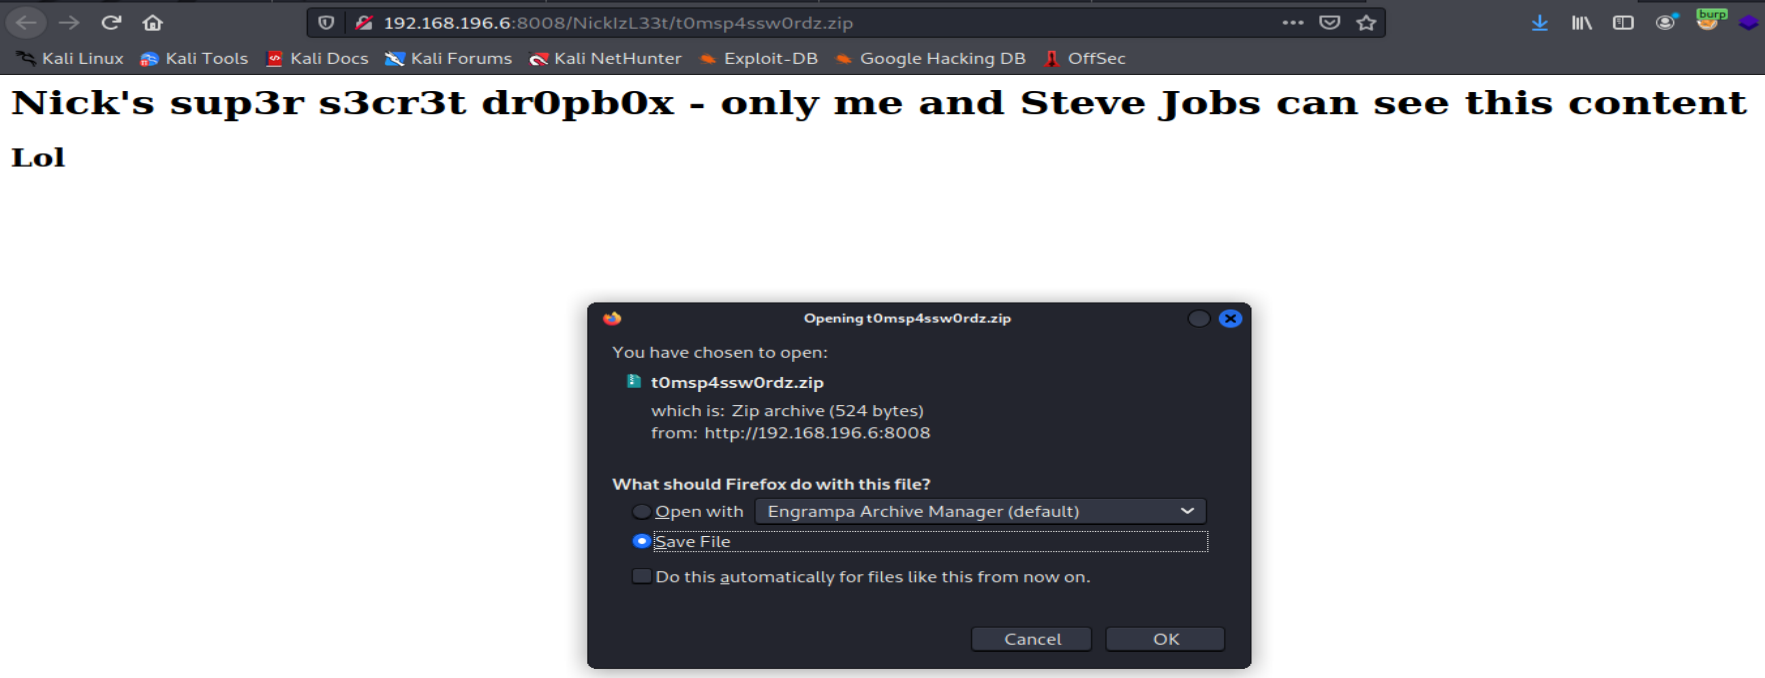 192.168.196.6:8008/NickIzL33t/t0msp4ssw0rdz.zip
burp
Kali Linux Kali Tools Kali Docs Kali Forums Kali NetHunter Exploit-DB Google Hacking DB OffSec
Nick's sup3r s3cr3t dr0pb0x - only me and Steve Jobs can see this content
Lol
Opening t0msp4ssw0rdz.zip
You have chosen to open:
t0msp4ssw0rdz.zip
which is: Zip archive (524 bytes)
from: http://192.168.196.6:8008
What should Firefox do with this file?
Open with Engrampa Archive Manager (default)
Save File
Do this automatically for files like this from now on.
Cancel OK